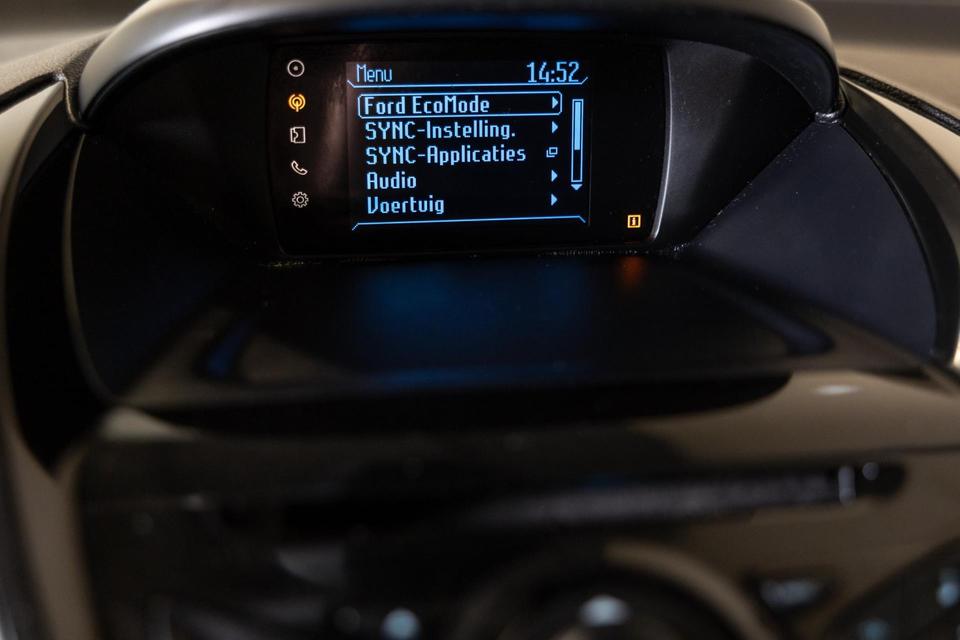 Menu 14:52
Ford EcoMode
SYNC-Instelling.
SYNC-Applicaties
Audio
Voertuig